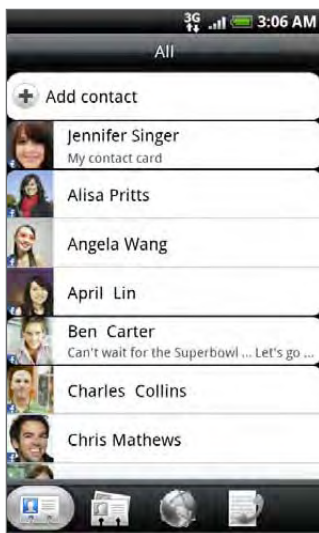 3G 3:06 AM
All
Add contact
Jennifer Singer
My contact card
Alisa Pritts
Angela Wang
April Lin
Ben Carter
Can't wait for the Superbowl ... Let's go ...
Charles Collins
Chris Mathews